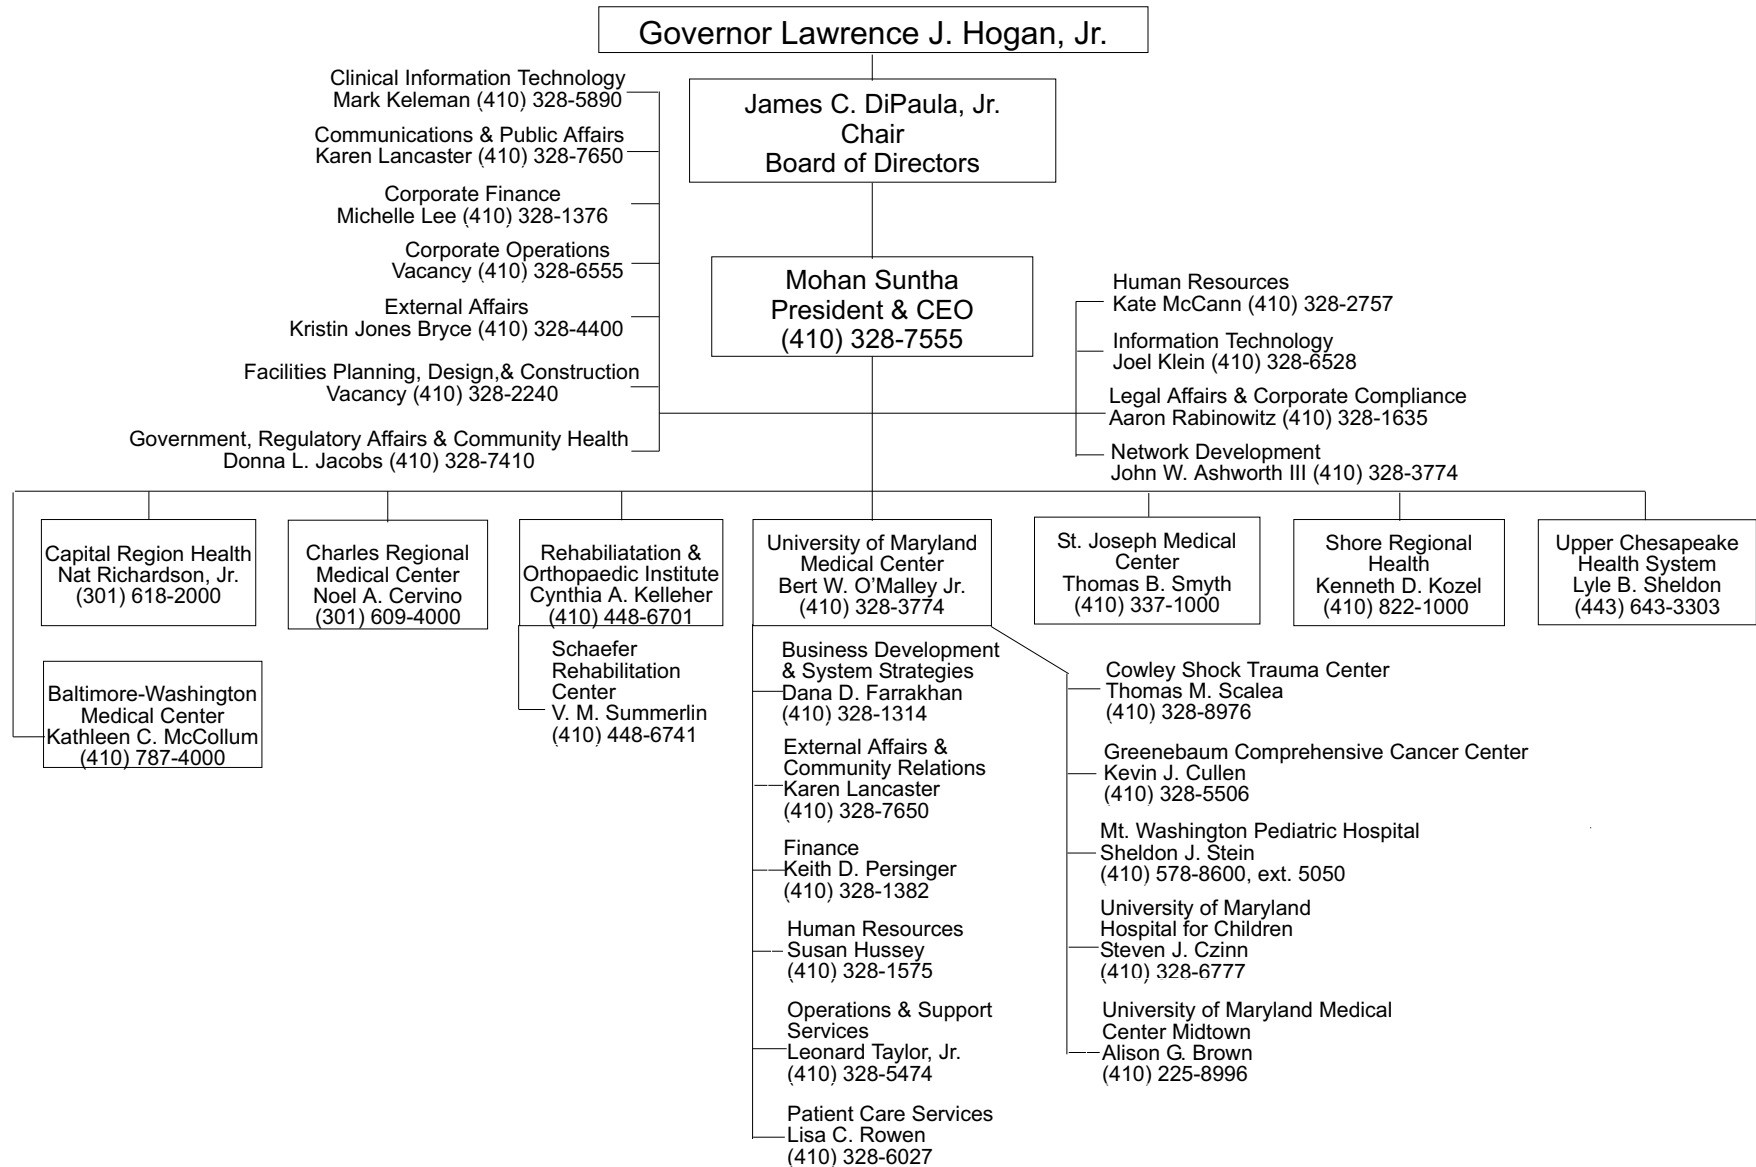 Governor Lawrence J. Hogan, Jr.
James C. DiPaula, Jr.
Chair
Board of Directors
Mohan Suntha
President & CEO
(410) 328-7555
Clinical Information Technology
Mark Keleman (410) 328-5890
Communications & Public Affairs
Karen Lancaster (410) 328-7650
Corporate Finance
Michelle Lee (410) 328-1376
Corporate Operations
Vacancy (410) 328-6555
External Affairs
Kristin Jones Bryce (410) 328-4400
Facilities Planning, Design,& Construction
Vacancy (410) 328-2240
Government, Regulatory Affairs & Community Health
Donna L. Jacobs (410) 328-7410
Human Resources
Kate McCann (410) 328-2757
Information Technology
Joel Klein (410) 328-6528
Legal Affairs & Corporate Compliance
Aaron Rabinowitz (410) 328-1635
Network Development
John W. Ashworth III (410) 328-3774
Capital Region Health
Nat Richardson, Jr.
(301) 618-2000
Baltimore-Washington
Medical Center
Kathleen C. McCollum
(410) 787-4000
Charles Regional
Medical Center
Noel A. Cervino
(301) 609-4000
Rehabiliatation &
Orthopaedic Institute
Cynthia A. Kelleher
(410) 448-6701
Schaefer
Rehabilitation
Center
V. M. Summerlin
(410) 448-6741
University of Maryland
Medical Center
Bert W. O’Malley Jr.
(410) 328-3774
Business Development
& System Strategies
Dana D. Farrakhan
(410) 328-1314
External Affairs &
Community Relations
Karen Lancaster
(410) 328-7650
Finance
Keith D. Persinger
(410) 328-1382
Human Resources
Susan Hussey
(410) 328-1575
Operations & Support
Services
Leonard Taylor, Jr.
(410) 328-5474
Patient Care Services
Lisa C. Rowen
(410) 328-6027
Cowley Shock Trauma Center
Thomas M. Scalea
(410) 328-8976
Greenebaum Comprehensive Cancer Center
Kevin J. Cullen
(410) 328-5506
Mt. Washington Pediatric Hospital
Sheldon J. Stein
(410) 578-8600, ext. 5050
University of Maryland
Hospital for Children
Steven J. Czinn
(410) 328-6777
University of Maryland Medical
Center Midtown
Alison G. Brown
(410) 225-8996
St. Joseph Medical
Center
Thomas B. Smyth
(410) 337-1000
Shore Regional
Health
Kenneth D. Kozel
(410) 822-1000
Upper Chesapeake
Health System
Lyle B. Sheldon
(443) 643-3303